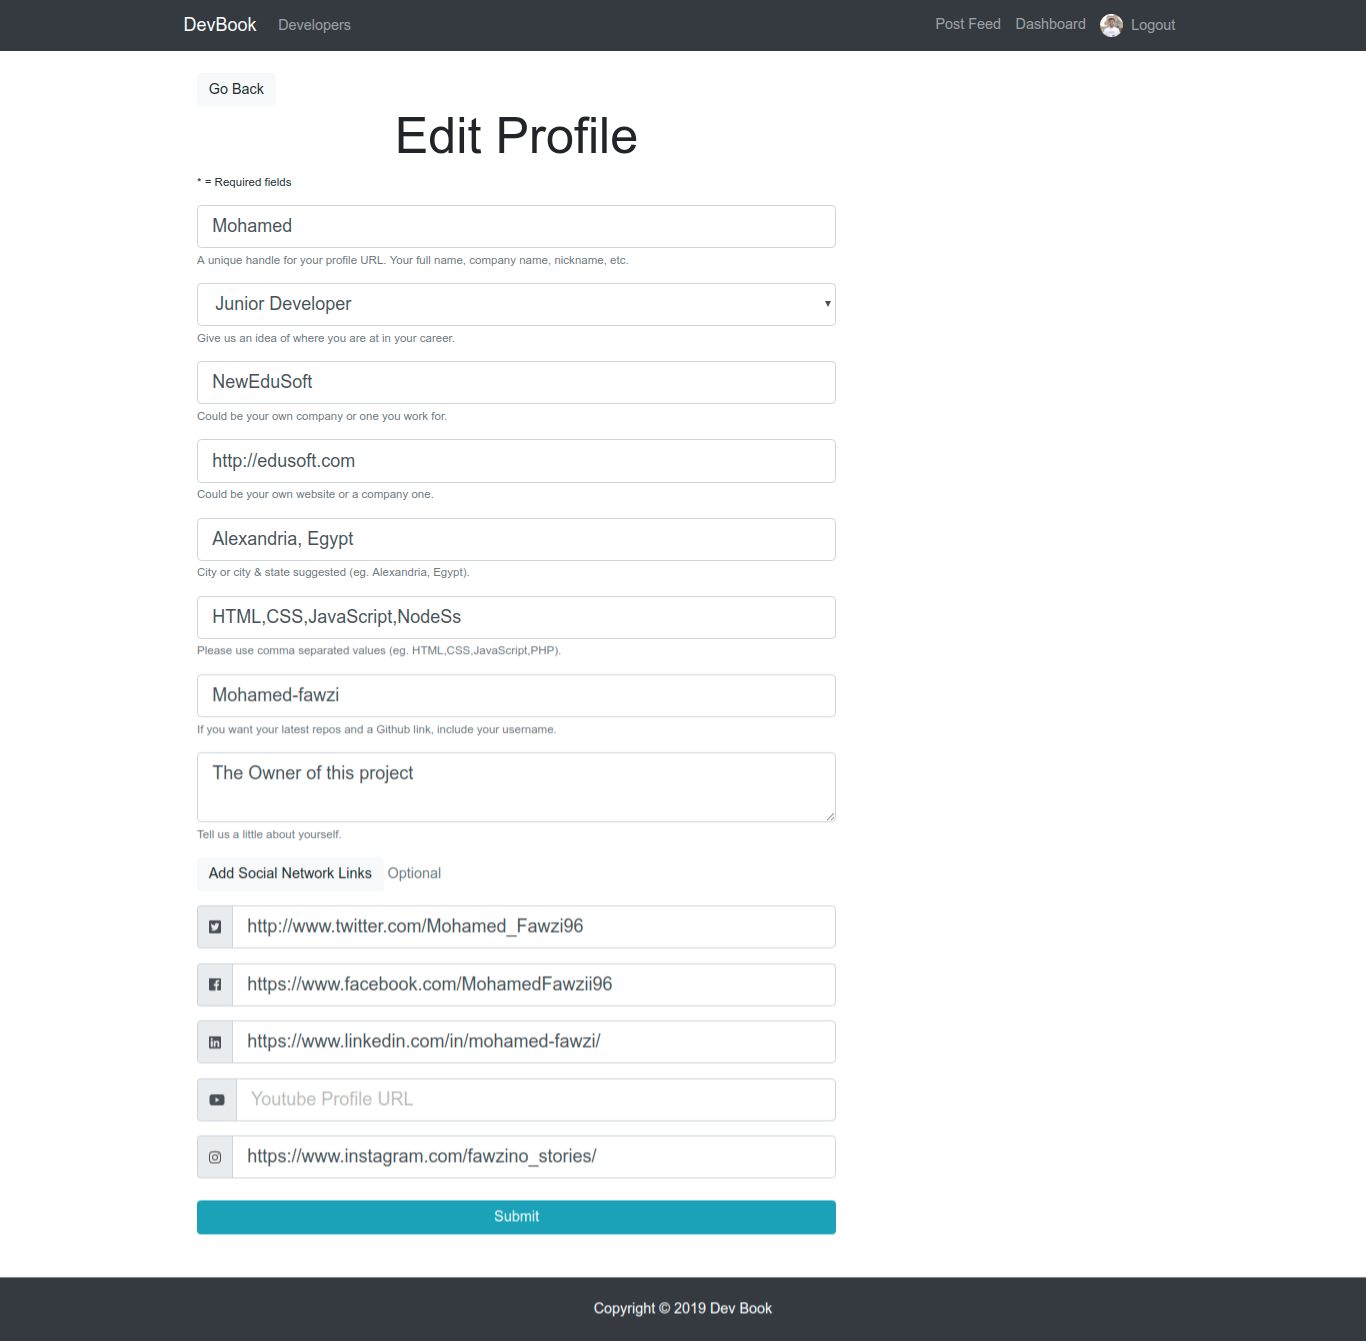 DevBook Developers Post Feed Dashboard Logout
Go Back
Edit Profile
* = Required fields
Mohamed
A unique handle for your profile URL. Your full name, company name, nickname, etc.
Junior Developer
Give us an idea of where you are at in your career.
NewEduSoft
Could be your own company or one you work for.
http://edusoft.com
Could be your own website or a company one.
Alexandria, Egypt
City or city & state suggested (eg. Alexandria, Egypt).
HTML,CSS,JavaScript,NodeSs
Please use comma separated values (eg. HTML,CSS,JavaScript,PHP).
Mohamed-fawzi
If you want your latest repos and a Github link, include your username.
The Owner of this project
Tell us a little about yourself.
Add Social Network Links Optional
http://www.twitter.com/Mohamed_Fawzi96
https://www.facebook.com/MohamedFawzii96
https://www.linkedin.com/in/mohamed-fawzi/
Youtube Profile URL
https://www.instagram.com/fawzino_stories/
Submit
Copyright © 2019 Dev Book